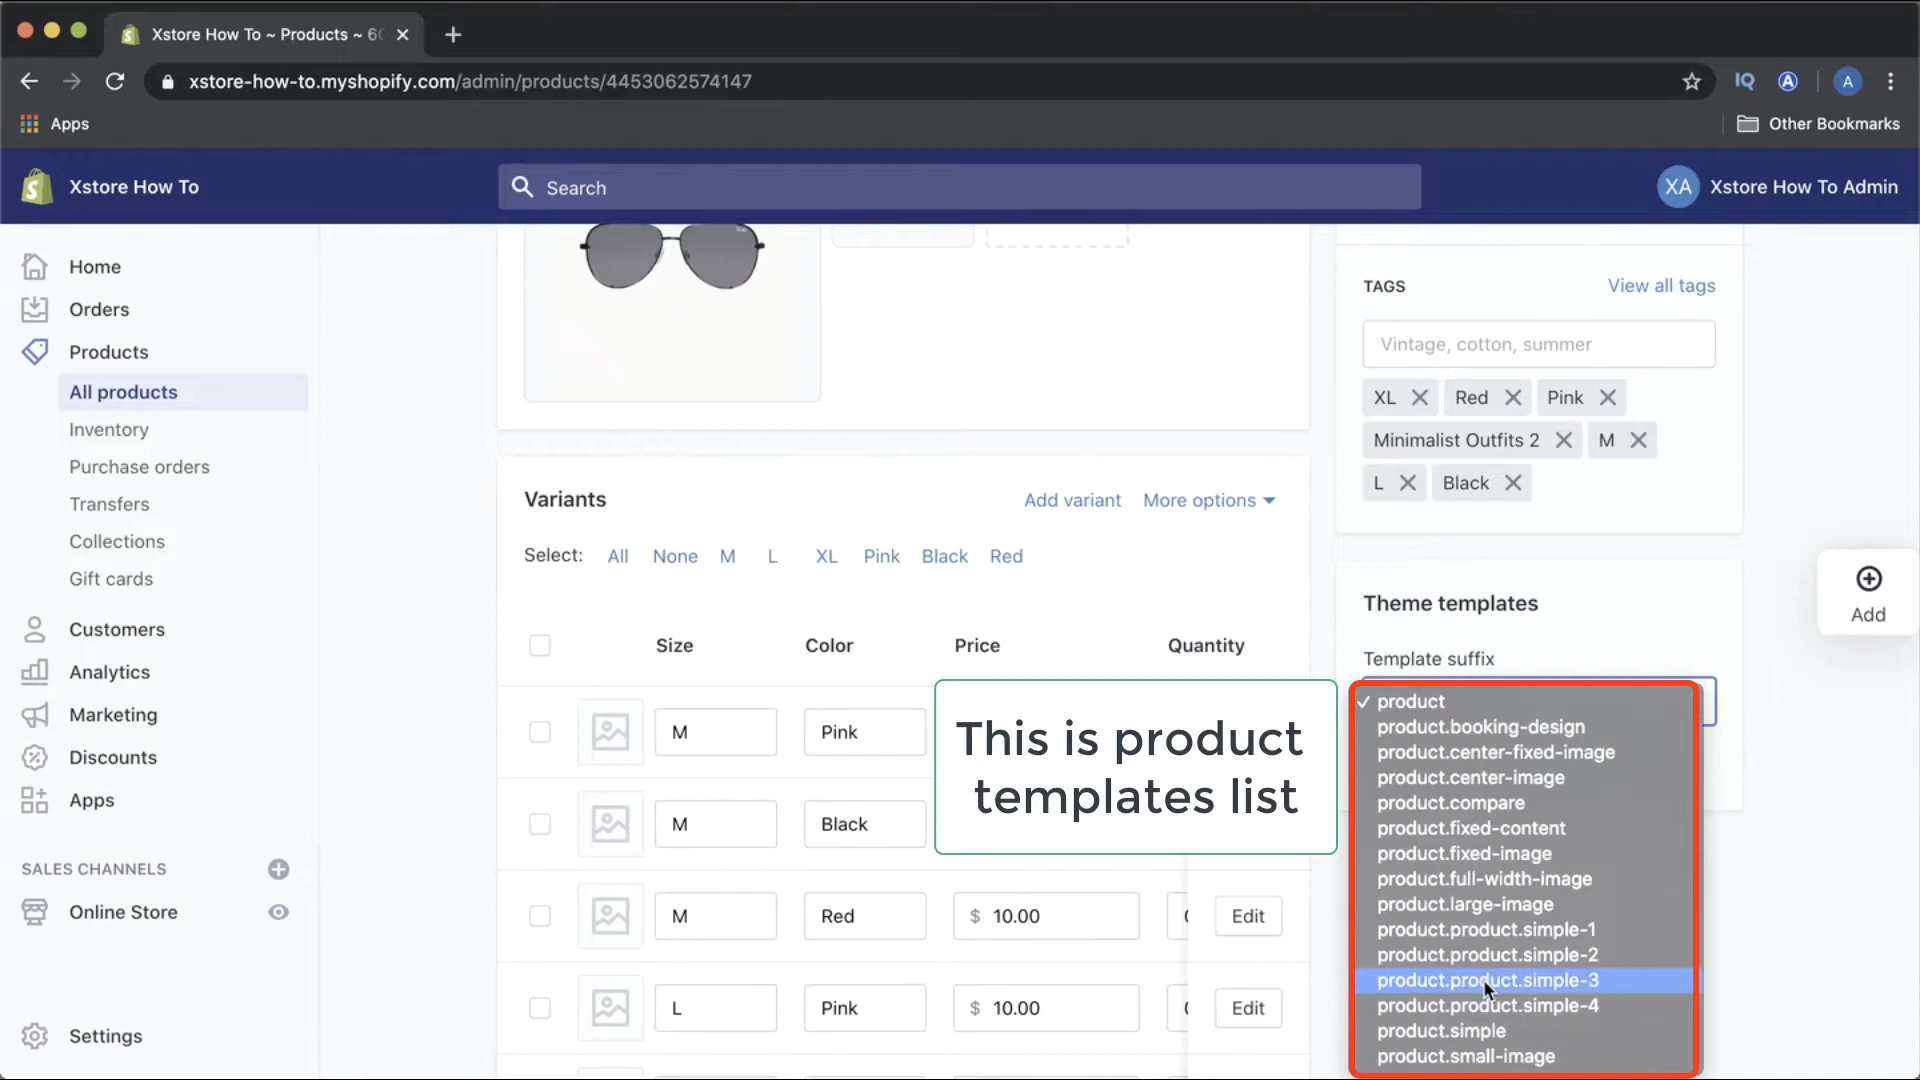 Xstore How To ~ Products ~ 6
xstore-how-to.myshopify.com/admin/products/4453062574147
IQ
A
A
Apps
Other Bookmarks
Xstore How To
Search
XA
Xstore How To Admin
Home
Orders
Products
All products
Inventory
Purchase orders
Transfers
Collections
Gift cards
Customers
Analytics
Marketing
Discounts
Apps
SALES CHANNELS
Online Store
Settings
Variants
Add variant
More options
Select: All None M L XL Pink Black Red
Size Color Price Quantity
M Pink
M Black
M Red $ 10.00 Edit
L Pink $ 10.00 Edit
This is product
templates list
TAGS
View all tags
Vintage, cotton, summer
XL Red Pink
Minimalist Outfits 2 M
L Black
Theme templates
Template suffix
✓ product
product.booking-design
product.center-fixed-image
product.center-image
product.compare
product.fixed-content
product.fixed-image
product.full-width-image
product.large-image
product.product.simple-1
product.product.simple-2
product.product.simple-3
product.product.simple-4
product.simple
product.small-image
Add